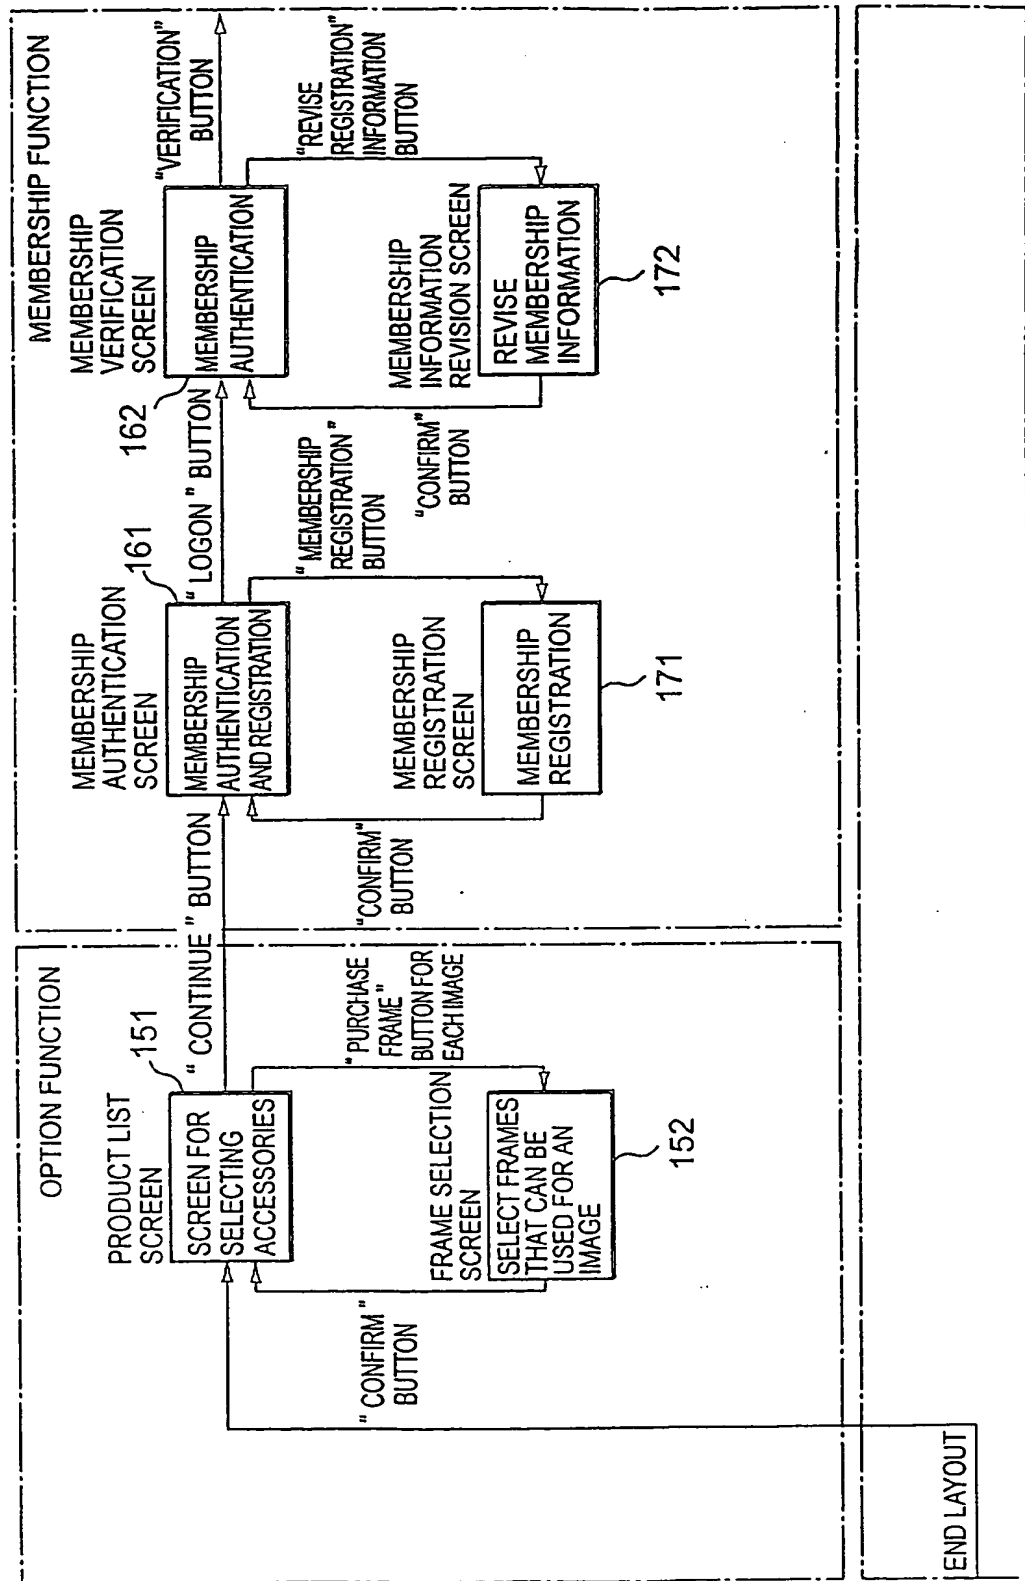 OPTION FUNCTION
PRODUCT LIST
SCREEN
151
SCREEN FOR
SELECTING
ACCESSORIES
"CONTINUE" BUTTON
"PURCHASE
FRAME"
BUTTON FOR
EACH IMAGE
"CONFIRM"
BUTTON
FRAME SELECTION
SCREEN
SELECT FRAMES
THAT CAN BE
USED FOR AN
IMAGE
152
END LAYOUT
MEMBERSHIP FUNCTION
MEMBERSHIP
AUTHENTICATION
SCREEN
161
MEMBERSHIP
AUTHENTICATION
AND REGISTRATION
"LOGON" BUTTON
"MEMBERSHIP
REGISTRATION"
BUTTON
"CONFIRM"
BUTTON
MEMBERSHIP
REGISTRATION
SCREEN
MEMBERSHIP
REGISTRATION
171
MEMBERSHIP
VERIFICATION
SCREEN
162
MEMBERSHIP
AUTHENTICATION
"VERIFICATION"
BUTTON
"REVISE
REGISTRATION"
INFORMATION
BUTTON
"CONFIRM"
BUTTON
MEMBERSHIP
INFORMATION
REVISION SCREEN
REVISE
MEMBERSHIP
INFORMATION
172